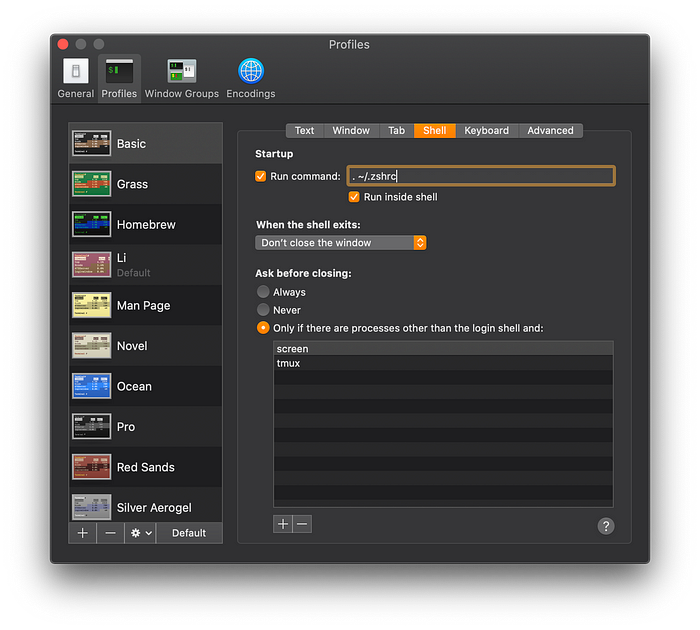 Profiles
General
Profiles
Window Groups
Encodings
Basic
Grass
Homebrew
Li
Default
Man Page
Novel
Ocean
Pro
Red Sands
Silver Aerogel
Default
Text
Window
Tab
Shell
Keyboard
Advanced
Startup
Run command:
. ~/.zshrc
Run inside shell
When the shell exits:
Don’t close the window
Ask before closing:
Always
Never
Only if there are processes other than the login shell and:
screen
tmux
?